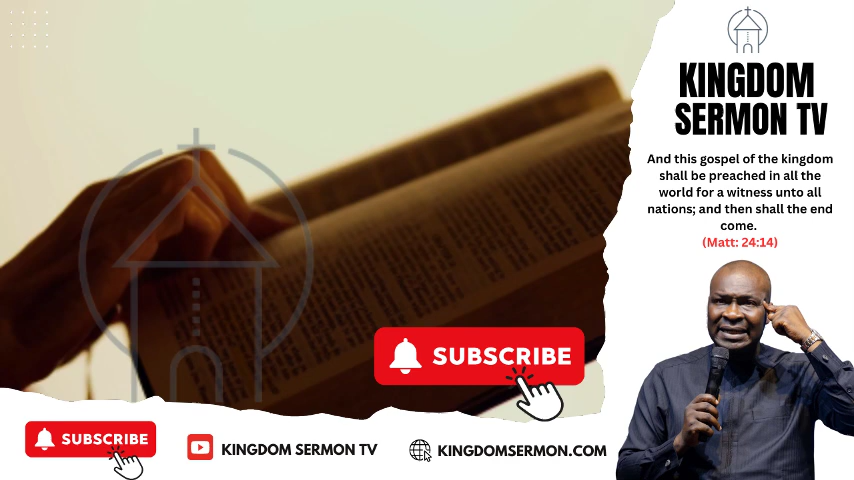 KINGDOM
SERMON TV
And this gospel of the kingdom
shall be preached in all the
world for a witness unto all
nations; and then shall the end
come.
(Matt: 24:14)
SUBSCRIBE
SUBSCRIBE
KINGDOM SERMON TV
KINGDOMSERMON.COM